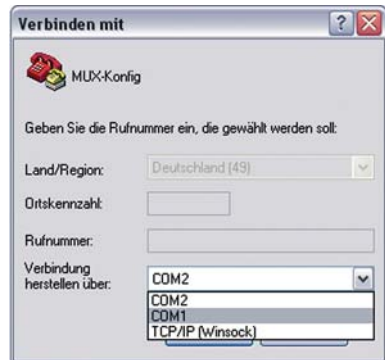 Verbinden mit
MUX-Konfig
Geben Sie die Rufnummer ein, die gewählt werden soll:
Land/Region: Deutschland (49)
Ortskennzahl:
Rufnummer:
Verbindung
herstellen über: COM2
COM2
COM1
TCP/IP (Winsock)